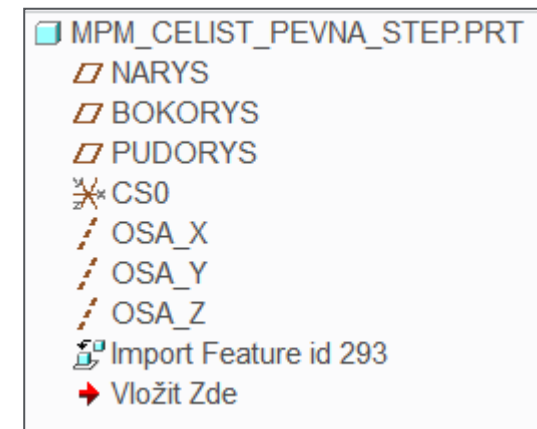 MPM_CELIST_PEVNA_STEP.PRT
NARYS
BOKORYS
PUDORYS
CS0
OSA_X
OSA_Y
OSA_Z
Import Feature id 293
Vložit Zde